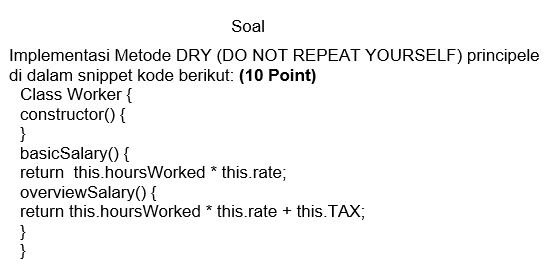 Soal
Implementasi Metode DRY (DO NOT REPEAT YOURSELF) principele
di dalam snippet kode berikut: (10 Point)
Class Worker {
constructor() {
}
basicSalary() {
return  this.hoursWorked * this.rate;
overviewSalary() {
return this.hoursWorked * this.rate + this.TAX;
}
}